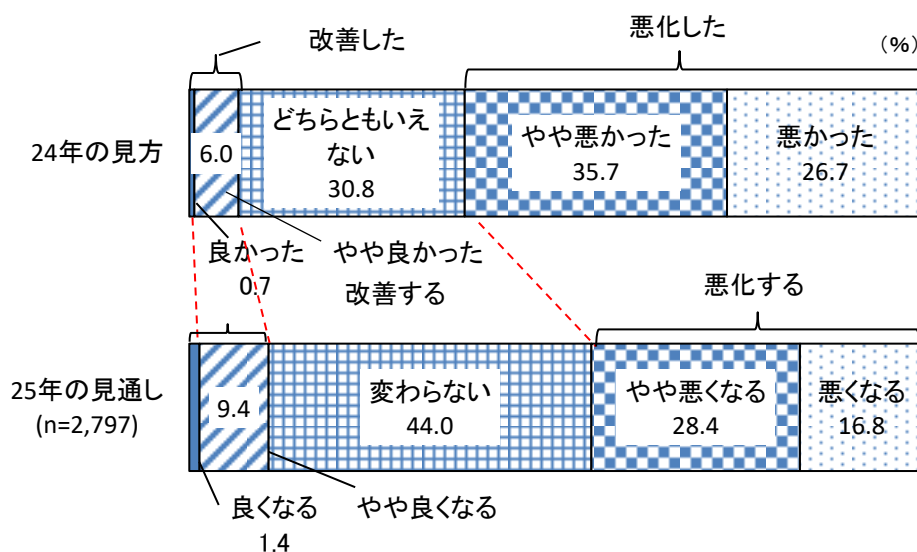 改善した
悪化した
(%)
24年の見方
6.0
どちらともいえ
ない
30.8
やや悪かった
35.7
悪かった
26.7
良かった
0.7
やや良かった
改善する
悪化する
25年の見通し
(n=2,797)
9.4
変わらない
44.0
やや悪くなる
28.4
悪くなる
16.8
良くなる
1.4
やや良くなる